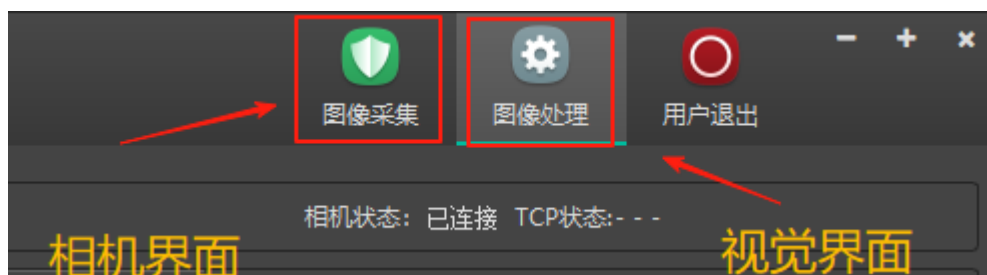 图像采集 图像处理 用户退出
相机状态：已连接 TCP状态:- - -
相机界面 视觉界面